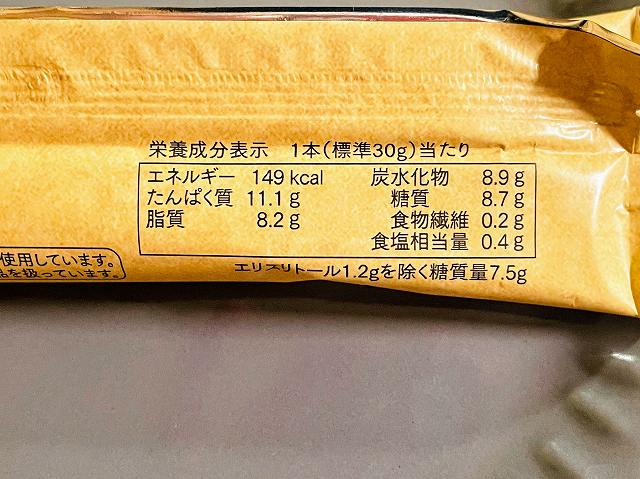 栄養成分表示 1本(標準30g)当たり
エネルギー 149 kcal
たんぱく質 11.1 g
脂質 8.2 g
炭水化物 8.9 g
糖質 8.7 g
食物繊維 0.2 g
食塩相当量 0.4 g
エリスリトール1.2gを除く糖質量7.5g
使用しています。
を扱っています。